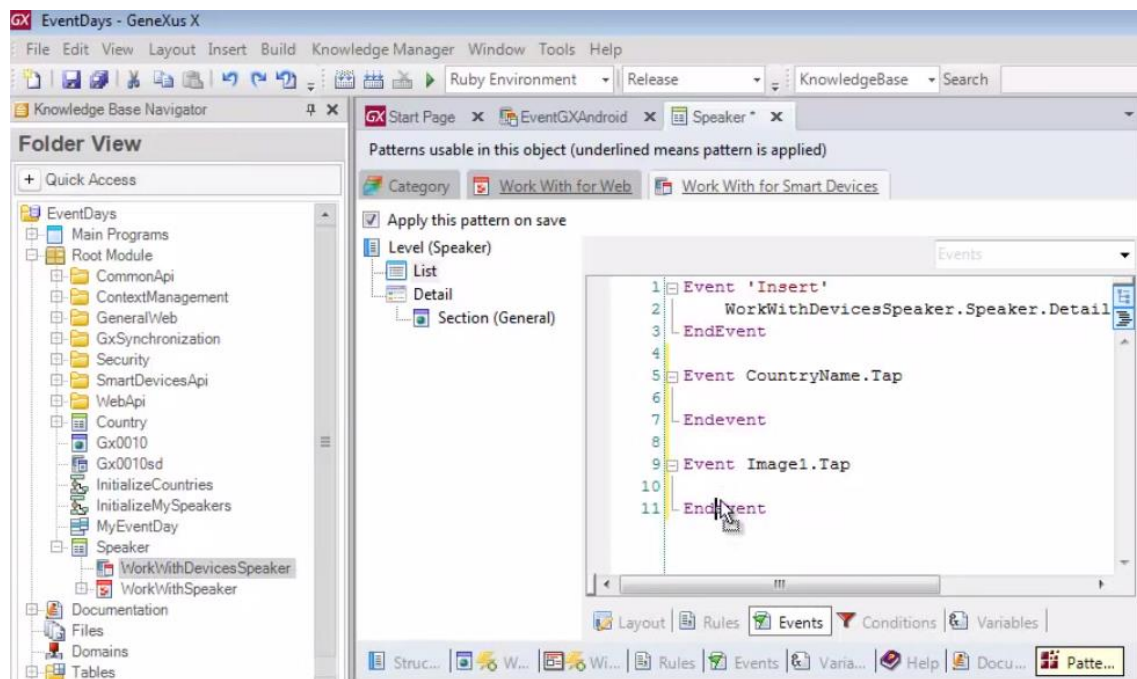 GX EventDays - GeneXus X
File Edit View Layout Insert Build Knowledge Manager Window Tools Help
Ruby Environment Release KnowledgeBase Search
Knowledge Base Navigator
Folder View
+ Quick Access
EventDays
Main Programs
Root Module
CommonApi
ContextManagement
GeneralWeb
GxSynchronization
Security
SmartDevicesApi
WebApi
Country
Gx0010
Gx0010sd
InitializeCountries
InitializeMySpeakers
MyEventDay
Speaker
WorkWithDevicesSpeaker
WorkWithSpeaker
Documentation
Files
Domains
Tables
GX Start Page EventGXAndroid Speaker *
Patterns usable in this object (underlined means pattern is applied)
Category Work With for Web Work With for Smart Devices
Apply this pattern on save
Level (Speaker)
List
Detail
Section (General)
Events
1 Event 'Insert'
2 WorkWithDevicesSpeaker.Speaker.Detail
3 EndEvent
4
5 Event CountryName.Tap
6
7 Endevent
8
9 Event Image1.Tap
10
11 Endevent
Layout Rules Events Conditions Variables
Struc... W... Wi... Rules Events Varia... Help Docu... Patte...